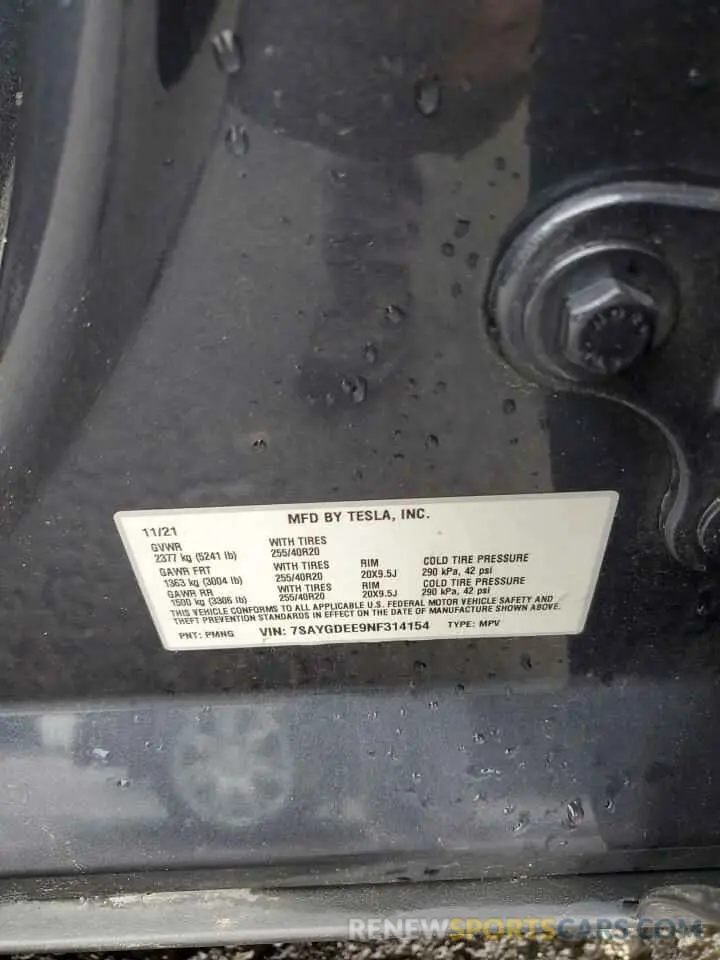 MFD BY TESLA, INC.
11/21
GVWR WITH TIRES
2377 kg (5241 lb) 255/40R20
GAWR FRT WITH TIRES RIM COLD TIRE PRESSURE
1363 kg (3004 lb) 255/40R20 20X9.5J 290 kPa, 42 psi
GAWR RR WITH TIRES RIM COLD TIRE PRESSURE
1500 kg (3306 lb) 255/40R20 20X9.5J 290 kPa, 42 psi
THIS VEHICLE CONFORMS TO ALL APPLICABLE U.S. FEDERAL MOTOR VEHICLE SAFETY AND
THEFT PREVENTION STANDARDS IN EFFECT ON THE DATE OF MANUFACTURE SHOWN ABOVE.
PNT: PMNG VIN: 7SAYGDEE9NF314154 TYPE: MPV
RENEWSPORTSCARS.COM